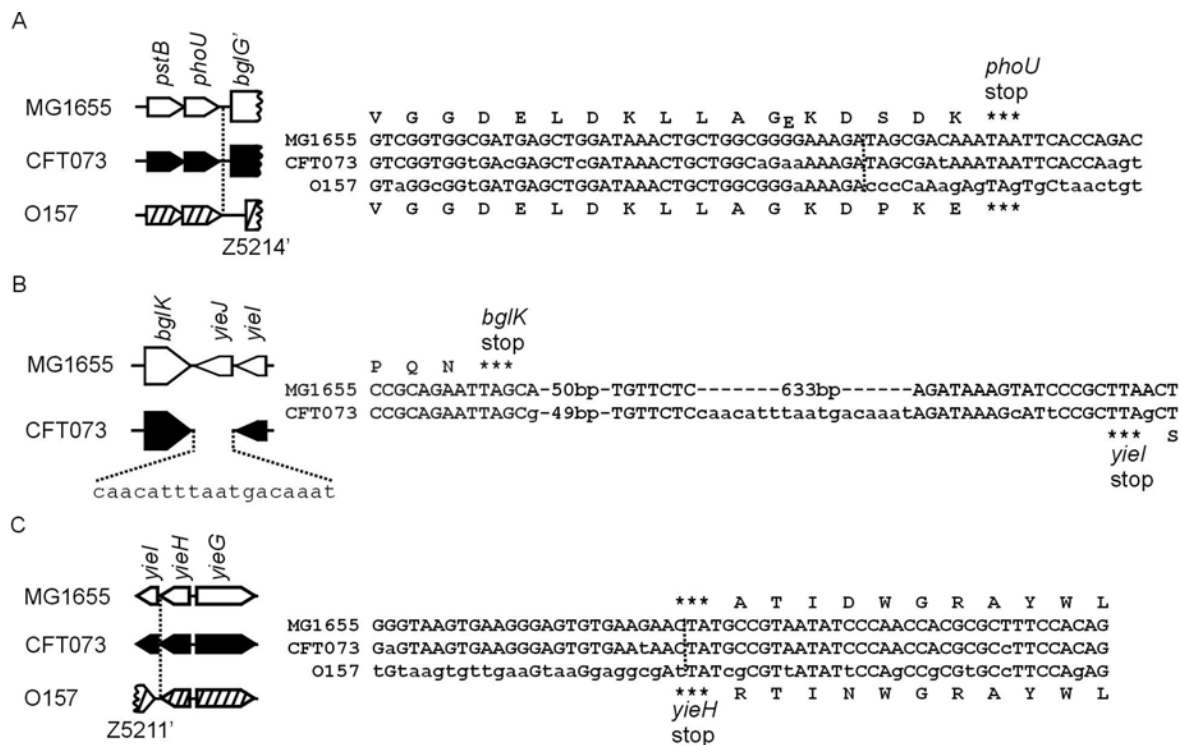 A
pstB phoU bglG'
MG1655
CFT073
O157
Z5214'
phoU
stop
V G G D E L D K L L A G E K D S D K ***
MG1655 GTCGGTGGCGATGAGCTGGATAAACTGCTGGCGGGGAAAGATAGCGACAAATAATTCACCAGAC
CFT073 GTCGGTGGtGAcGAGCTcGATAAACTGCTGGCaGaaAAAGATAGCGATAAATAATTCACCAagt
O157 GTaGGcGGtGATGAGCTGGATAAACTGCTGGCGGGaAAAGAccccAAagAgTAgTgCTaactgt
V G G D E L D K L L A G K D P K E ***
B
bglK yieJ yieI
MG1655
CFT073
caacatttaatgacaaat
bglK
stop
P Q N ***
MG1655 CCGCAGAATTAGCA-50bp-TGTTCTC-------633bp------AGATAAAGTATCCCGCTTAACT
CFT073 CCGCAGAATTAGCg-49bp-TGTTCTCcaacatttaatgacaaatAGATAAAGcATtCCGCTTAgCT
*** S
yieI
stop
C
yieI yieH yieG
MG1655
CFT073
O157
Z5211'
*** A T I D W G R A Y W L
MG1655 GGGTAAGTGAAGGGAGTGTGAAGAACTATGCCGTAATATCCCAACCACGCGCTTTCCACAG
CFT073 GaGTAAGTGAAGGGAGTGTGAAtAACTATGCCGTAATATCCCAACCACGCGCcTTCCACAG
O157 tGtaagtgttgaaGtaaGgaggcgAtTATCgCGTtATATtCCAgCCgCGtGCcTTCCAgAG
*** R T I N W G R A Y W L
yieH
stop